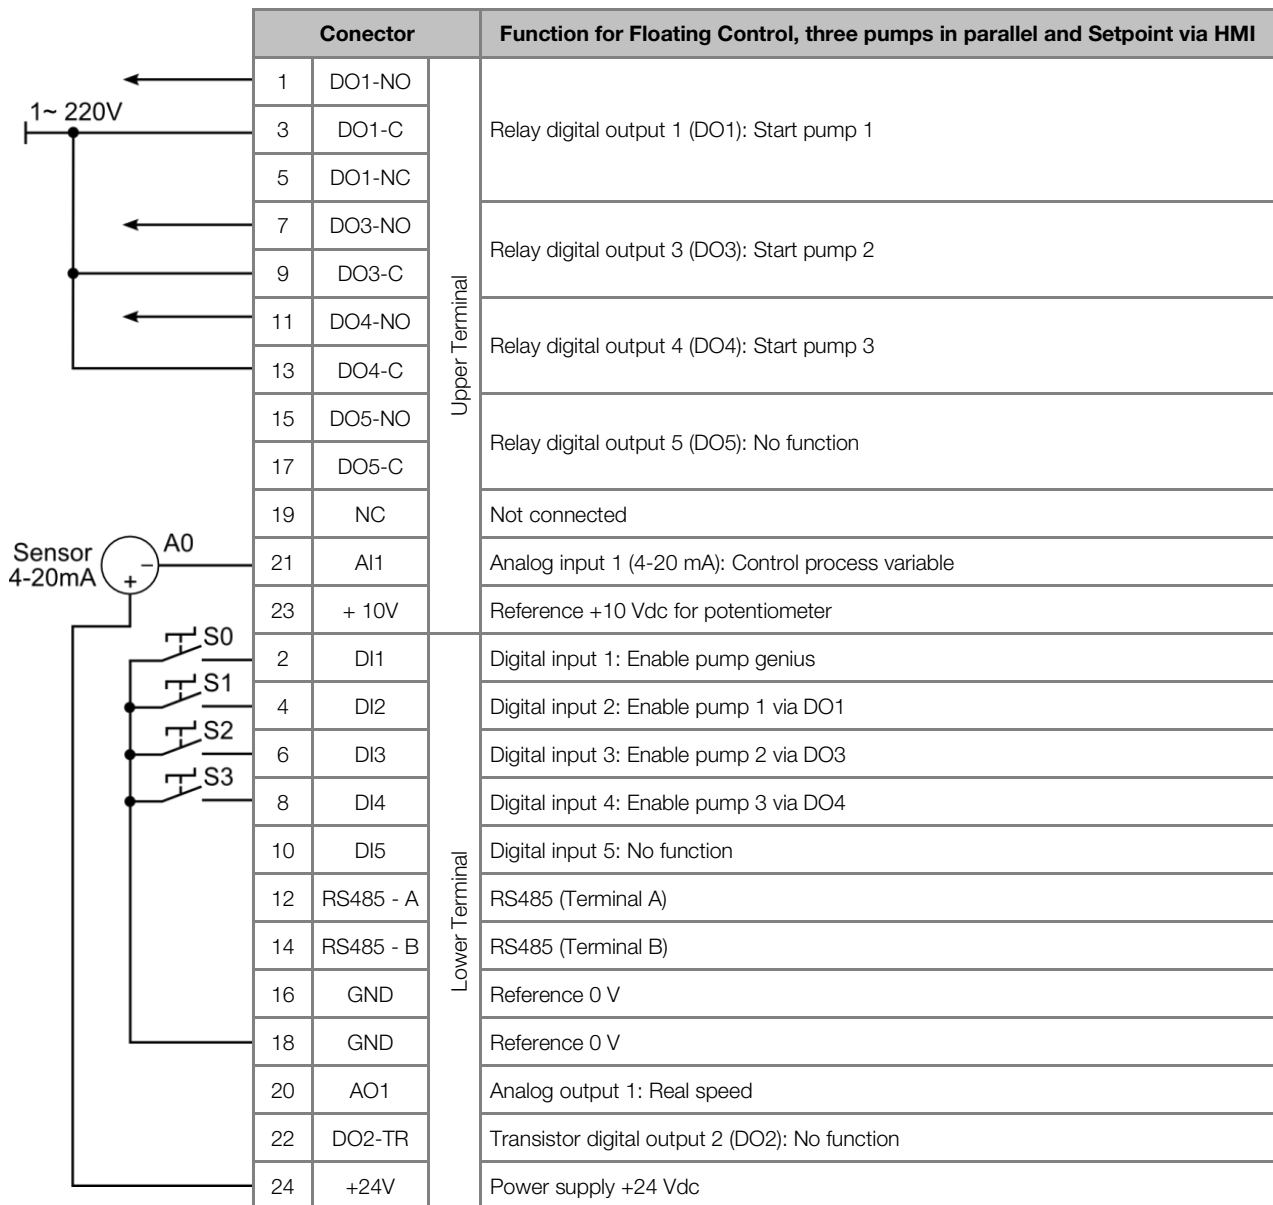 Conector Function for Floating Control, three pumps in parallel and Setpoint via HMI
1 DO1-NO
1~ 220V
3 DO1-C Relay digital output 1 (DO1): Start pump 1
5 DO1-NC
7 DO3-NO
Relay digital output 3 (DO3): Start pump 2
9 DO3-C
11 DO4-NO
Relay digital output 4 (DO4): Start pump 3
13 DO4-C
Upper Terminal
15 DO5-NO
Relay digital output 5 (DO5): No function
17 DO5-C
19 NC Not connected
Sensor
4-20mA
A0
+
−
21 AI1 Analog input 1 (4-20 mA): Control process variable
23 + 10V Reference +10 Vdc for potentiometer
S0
2 DI1 Digital input 1: Enable pump genius
S1
4 DI2 Digital input 2: Enable pump 1 via DO1
S2
6 DI3 Digital input 3: Enable pump 2 via DO3
S3
8 DI4 Digital input 4: Enable pump 3 via DO4
10 DI5 Digital input 5: No function
12 RS485 - A RS485 (Terminal A)
Lower Terminal
14 RS485 - B RS485 (Terminal B)
16 GND Reference 0 V
18 GND Reference 0 V
20 AO1 Analog output 1: Real speed
22 DO2-TR Transistor digital output 2 (DO2): No function
24 +24V Power supply +24 Vdc